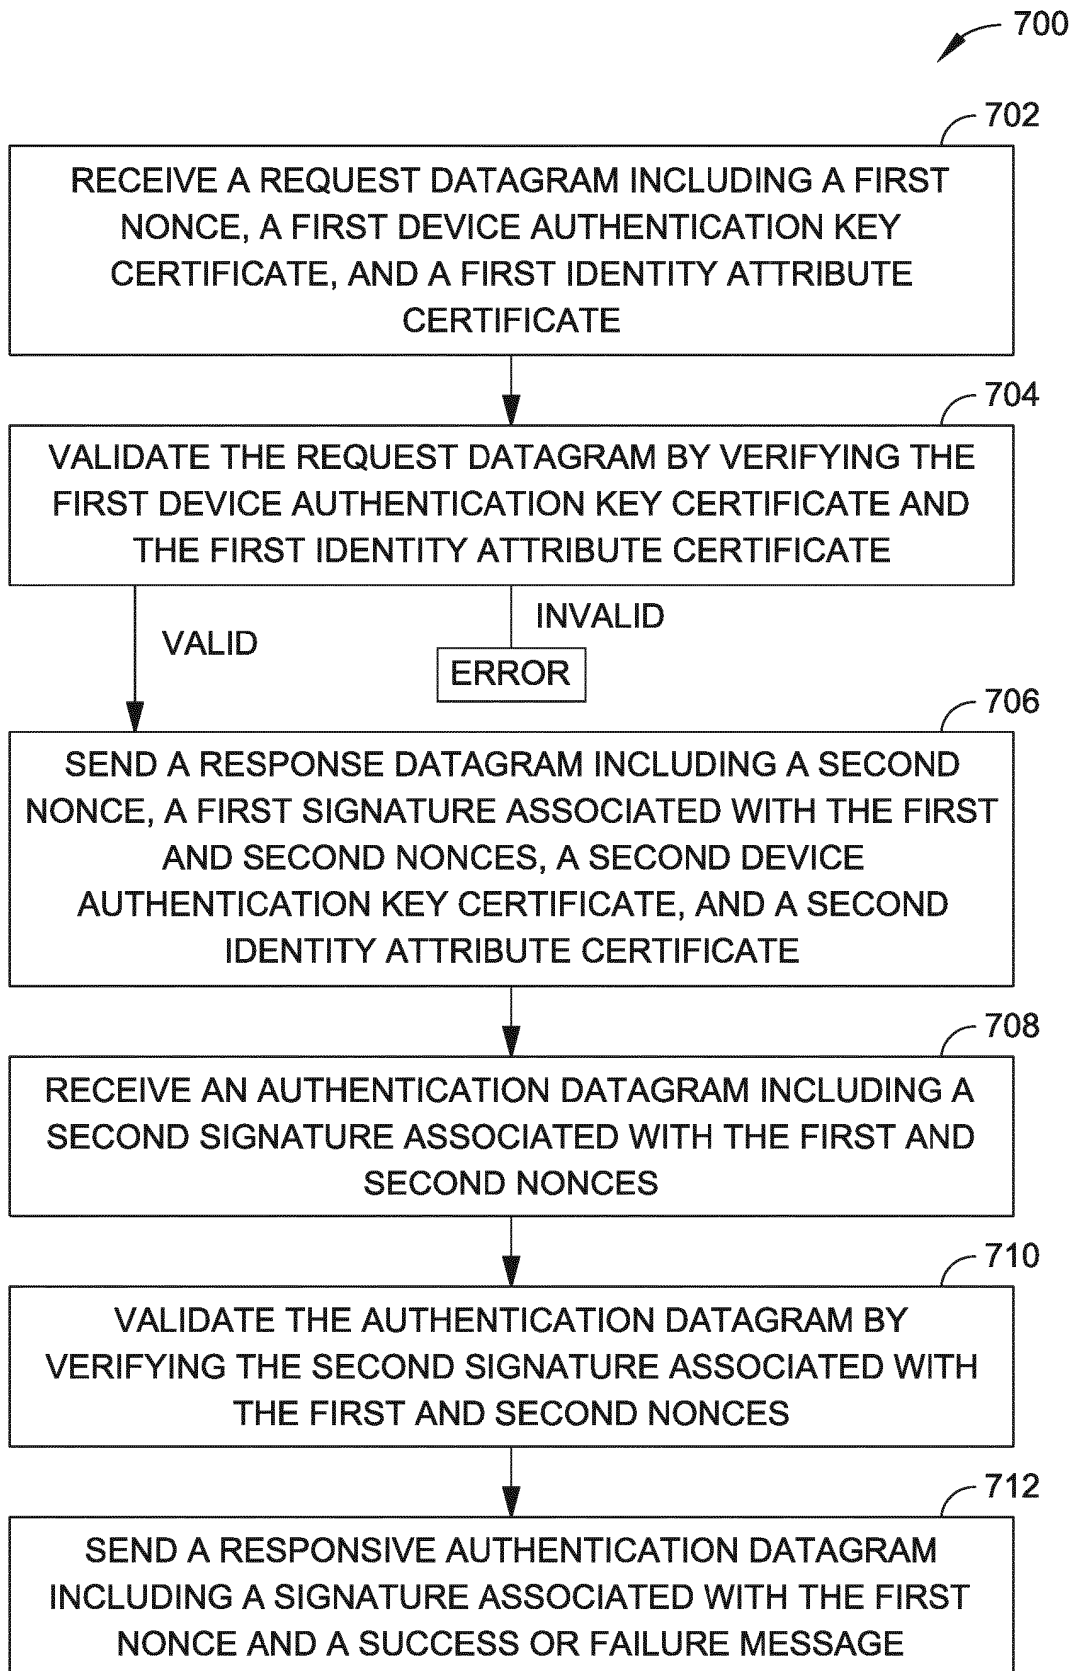 700
702
RECEIVE A REQUEST DATAGRAM INCLUDING A FIRST
NONCE, A FIRST DEVICE AUTHENTICATION KEY
CERTIFICATE, AND A FIRST IDENTITY ATTRIBUTE
CERTIFICATE
704
VALIDATE THE REQUEST DATAGRAM BY VERIFYING THE
FIRST DEVICE AUTHENTICATION KEY CERTIFICATE AND
THE FIRST IDENTITY ATTRIBUTE CERTIFICATE
VALID
INVALID
ERROR
706
SEND A RESPONSE DATAGRAM INCLUDING A SECOND
NONCE, A FIRST SIGNATURE ASSOCIATED WITH THE FIRST
AND SECOND NONCES, A SECOND DEVICE
AUTHENTICATION KEY CERTIFICATE, AND A SECOND
IDENTITY ATTRIBUTE CERTIFICATE
708
RECEIVE AN AUTHENTICATION DATAGRAM INCLUDING A
SECOND SIGNATURE ASSOCIATED WITH THE FIRST AND
SECOND NONCES
710
VALIDATE THE AUTHENTICATION DATAGRAM BY
VERIFYING THE SECOND SIGNATURE ASSOCIATED WITH
THE FIRST AND SECOND NONCES
712
SEND A RESPONSIVE AUTHENTICATION DATAGRAM
INCLUDING A SIGNATURE ASSOCIATED WITH THE FIRST
NONCE AND A SUCCESS OR FAILURE MESSAGE